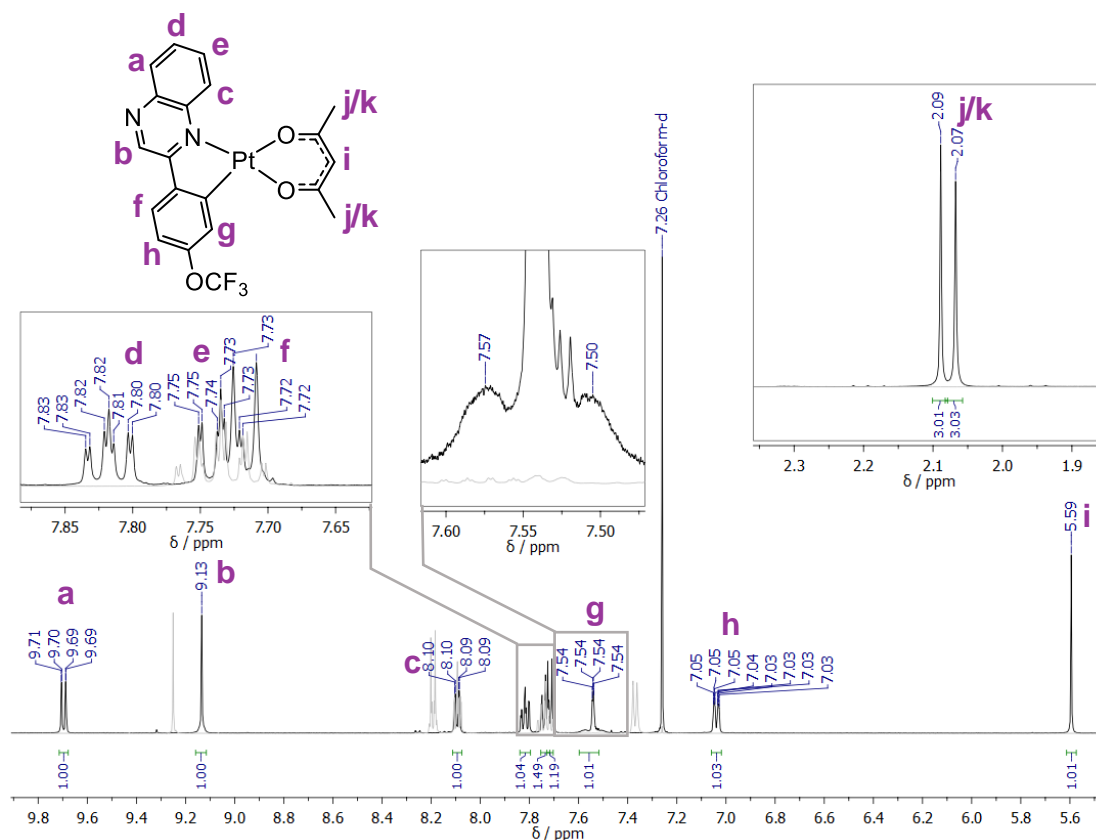 d
e
a
c
N
N
b
O
O
Pt
j/k
i
j/k
f
g
h
OCF3
2.09
2.07
j/k
3.01
3.03
2.3 2.2 2.1 2.0 1.9
δ / ppm
7.26 Chloroform-d
7.57
7.50
7.60 7.55 7.50
δ / ppm
d
e
f
7.83
7.83
7.82
7.82
7.81
7.80
7.80
7.75
7.75
7.74
7.73
7.73
7.73
7.72
7.72
7.85 7.80 7.75 7.70 7.65
δ / ppm
a
9.71
9.70
9.69
9.69
b
9.13
c
8.10
8.10
8.09
8.09
g
7.54
7.54
7.54
7.54
h
7.05
7.05
7.05
7.04
7.03
7.03
7.03
7.03
i
5.59
1.00
1.00
1.00
1.04
1.49
1.19
1.01
1.03
1.01
9.8 9.6 9.4 9.2 9.0 8.8 8.6 8.4 8.2 8.0 7.8 7.6 7.4 7.2 7.0 6.8 6.6 6.4 6.2 6.0 5.8 5.6
δ / ppm